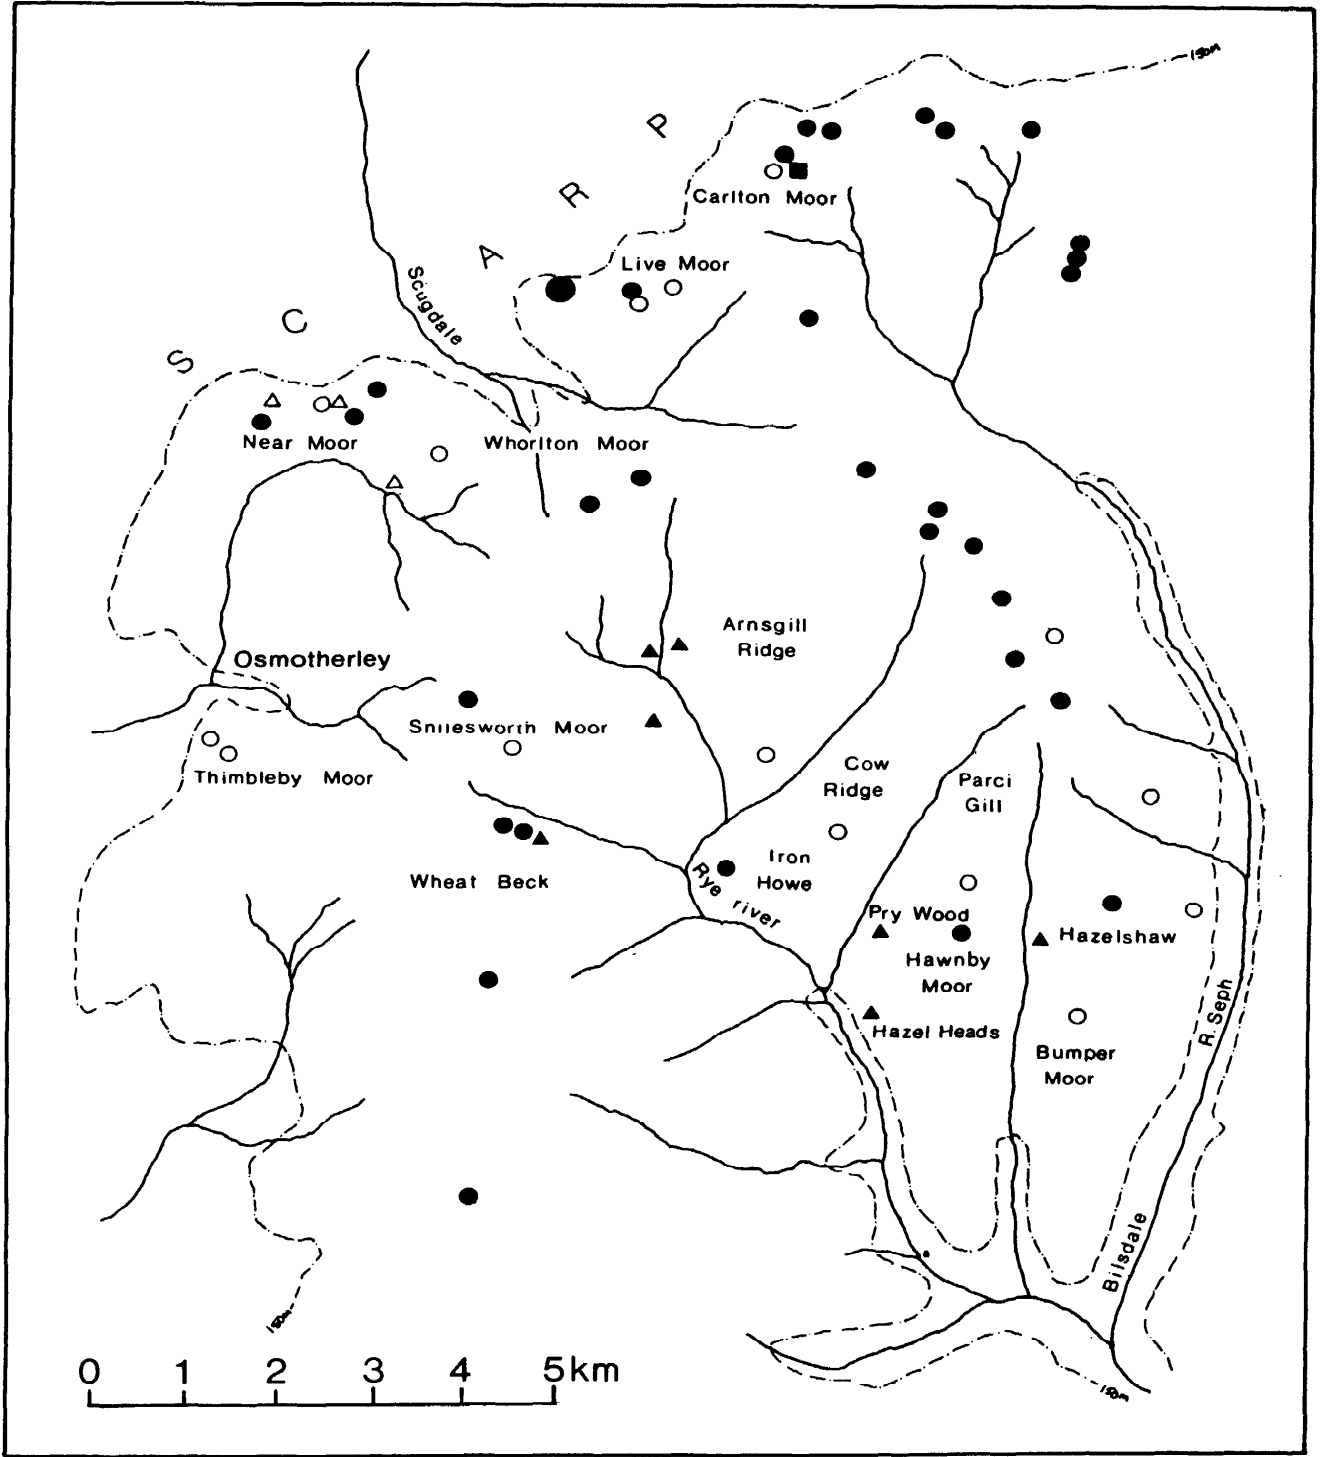 150m
P
Carlton Moor
R
A
Live Moor
Scugdale
C
S
Near Moor
Whorlton Moor
Arnsgill
Ridge
Osmotherley
Snilesworth Moor
Thimbleby Moor
Cow
Ridge
Parci
Gill
Iron
Howe
Wheat Beck
Rye river
Pry Wood
Hazelshaw
Hawnby
Moor
R. Seph
Hazel Heads
Bumper
Moor
Bilsdale
150m
0 1 2 3 4 5km
150m